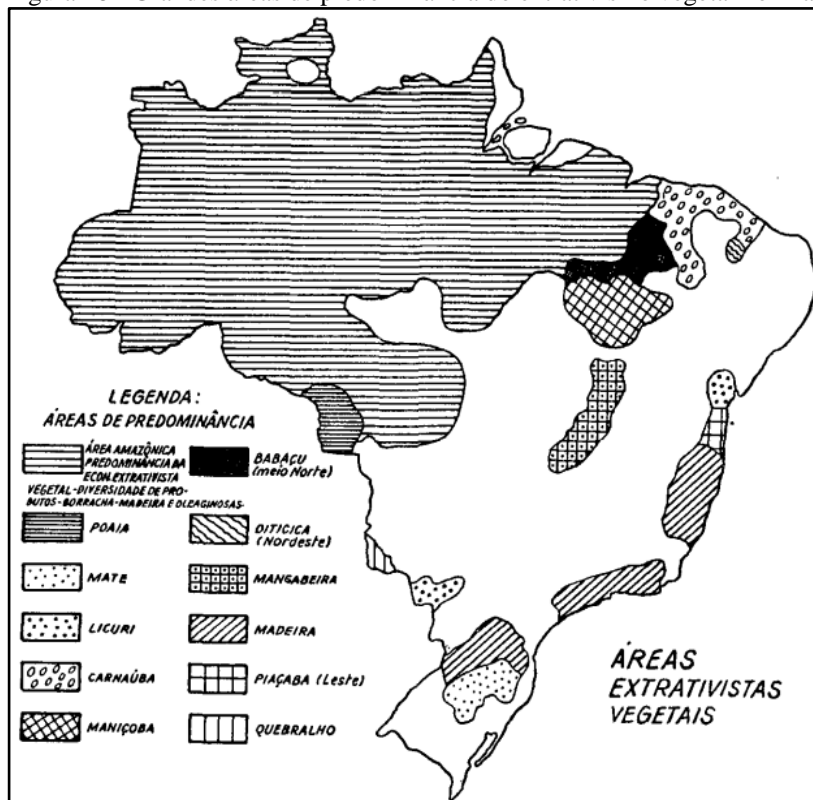 LEGENDA:
ÁREAS DE PREDOMINÂNCIA
ÁREA AMAZÔNICA
PREDOMINÂNCIA DA
ECON. EXTRATIVISTA
VEGETAL-DIVERSIDADE DE PRO-
BUTOS-BORRACHA-MADEIRA E OLEAGINOSAS-
BABAÇU
(meio Norte)
POAIA
OITICICA
(Nordeste)
MATE
MANGABEIRA
LICURI
MADEIRA
CARNAÚBA
PIAÇABA (Leste)
MANIÇOBA
QUEBRALHO
ÁREAS
EXTRATIVISTAS
VEGETAIS